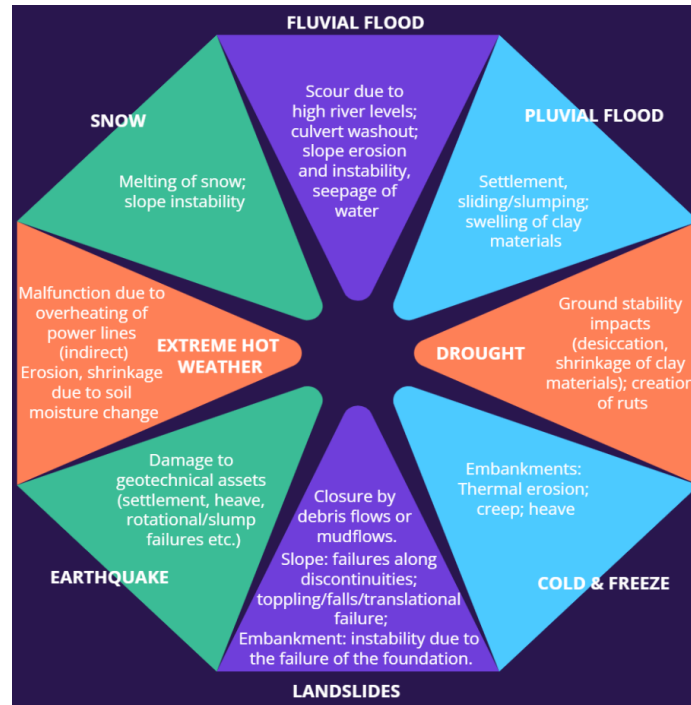 FLUVIAL FLOOD
Scour due to
high river levels;
culvert washout;
slope erosion
and instability,
seepage of
water
PLUVIAL FLOOD
Settlement,
sliding/slumping;
swelling of clay
materials
DROUGHT
Ground stability
impacts
(desiccation,
shrinkage of clay
materials); creation
of ruts
COLD & FREEZE
Embankments:
Thermal erosion;
creep; heave
LANDSLIDES
Closure by
debris flows or
mudflows.
Slope: failures along
discontinuities;
toppling/falls/translational
failure;
Embankment: instability due to
the failure of the foundation.
EARTHQUAKE
Damage to
geotechnical assets
(settlement, heave,
rotational/slump
failures etc.)
EXTREME HOT
WEATHER
Malfunction due to
overheating of
power lines
(indirect)
Erosion, shrinkage
due to soil
moisture change
SNOW
Melting of snow;
slope instability